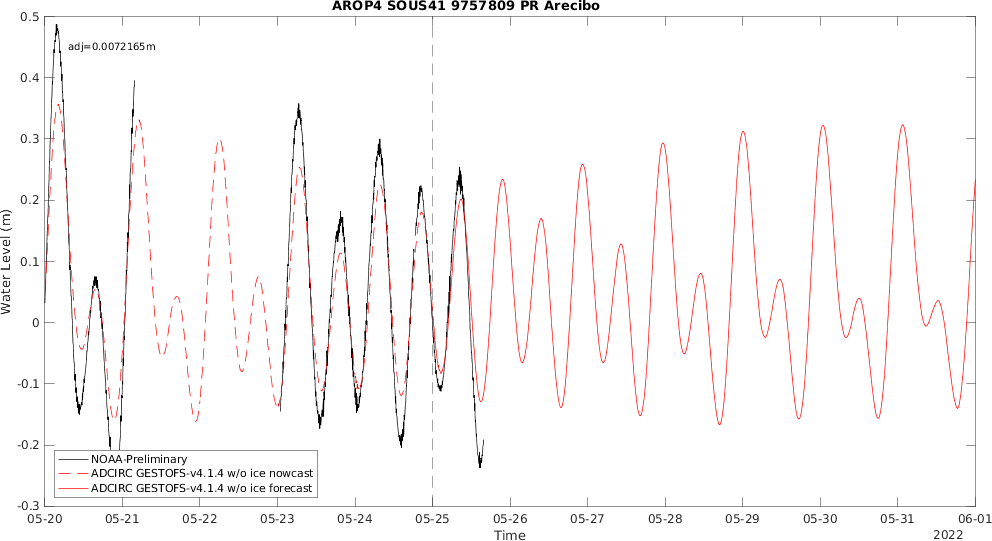 AROP4 SOUS41 9757809 PR Arecibo
adj=0.0072165m
0.5
0.4
0.3
0.2
0.1
0
-0.1
-0.2
-0.3
Water Level (m)
NOAA-Preliminary
ADCIRC GESTOFS-v4.1.4 w/o ice nowcast
ADCIRC GESTOFS-v4.1.4 w/o ice forecast
05-20 05-21 05-22 05-23 05-24 05-25 05-26 05-27 05-28 05-29 05-30 05-31 06-01
Time
2022